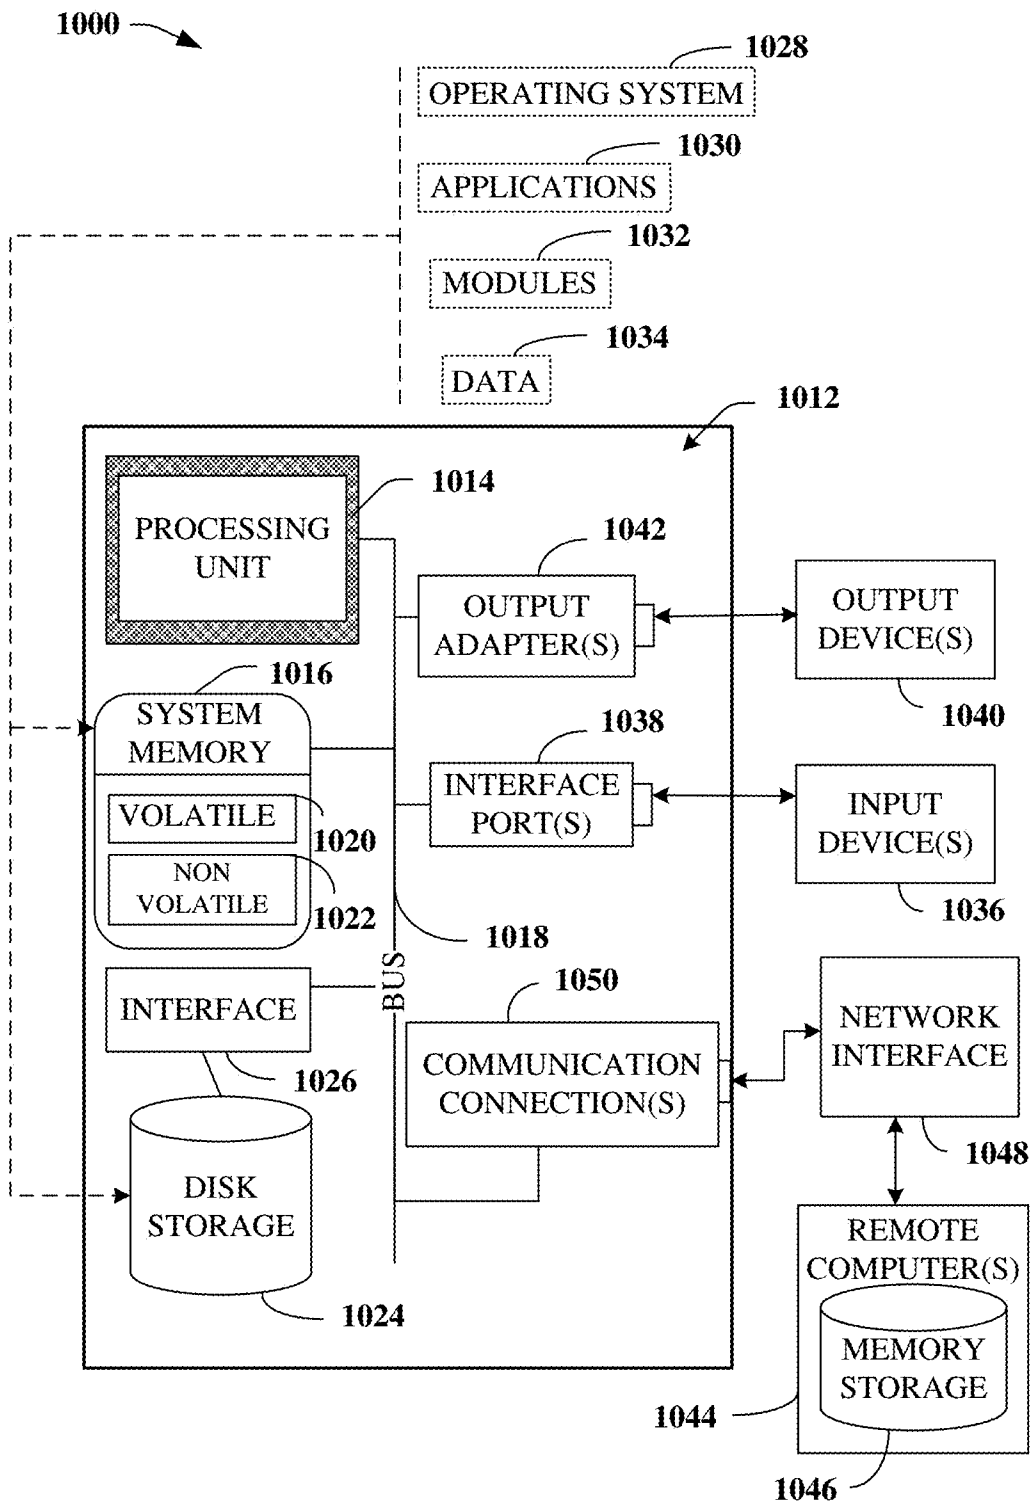 1000
1028
OPERATING SYSTEM
1030
APPLICATIONS
1032
MODULES
1034
DATA
1012
PROCESSING
UNIT
1014
1042
OUTPUT
ADAPTER(S)
OUTPUT
DEVICE(S)
1040
1016
SYSTEM
MEMORY
VOLATILE
1020
NON
VOLATILE
1022
1038
INTERFACE
PORT(S)
INPUT
DEVICE(S)
1036
1018
BUS
INTERFACE
1026
1050
COMMUNICATION
CONNECTION(S)
NETWORK
INTERFACE
1048
DISK
STORAGE
1024
REMOTE
COMPUTER(S)
MEMORY
STORAGE
1044
1046